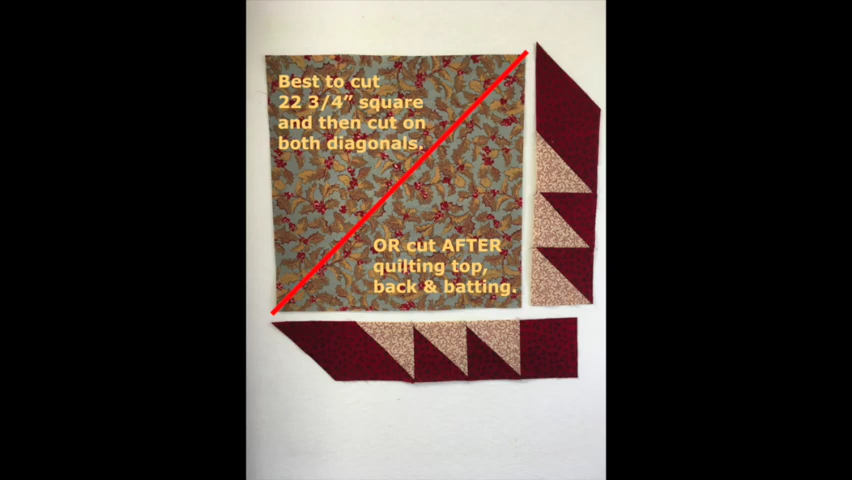 Best to cut
22 3/4” square
and then cut on
both diagonals.
OR cut AFTER
quilting top,
back & batting.